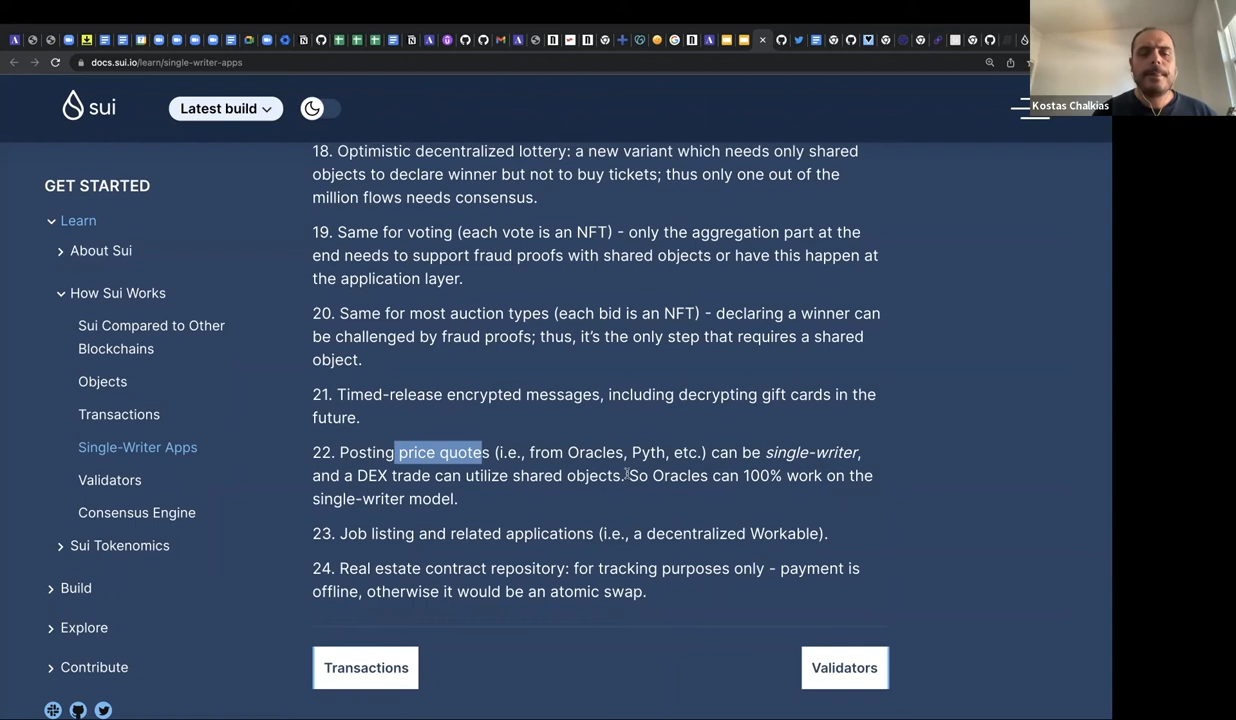 docs.sui.io/learn/single-writer-apps
Kostas Chalkias
sui
Latest build
GET STARTED
Learn
About Sui
How Sui Works
Sui Compared to Other
Blockchains
Objects
Transactions
Single-Writer Apps
Validators
Consensus Engine
Sui Tokenomics
Build
Explore
Contribute
18. Optimistic decentralized lottery: a new variant which needs only shared
objects to declare winner but not to buy tickets; thus only one out of the
million flows needs consensus.
19. Same for voting (each vote is an NFT) - only the aggregation part at the
end needs to support fraud proofs with shared objects or have this happen at
the application layer.
20. Same for most auction types (each bid is an NFT) - declaring a winner can
be challenged by fraud proofs; thus, it’s the only step that requires a shared
object.
21. Timed-release encrypted messages, including decrypting gift cards in the
future.
22. Posting price quotes (i.e., from Oracles, Pyth, etc.) can be single-writer,
and a DEX trade can utilize shared objects. So Oracles can 100% work on the
single-writer model.
23. Job listing and related applications (i.e., a decentralized Workable).
24. Real estate contract repository: for tracking purposes only - payment is
offline, otherwise it would be an atomic swap.
Transactions
Validators